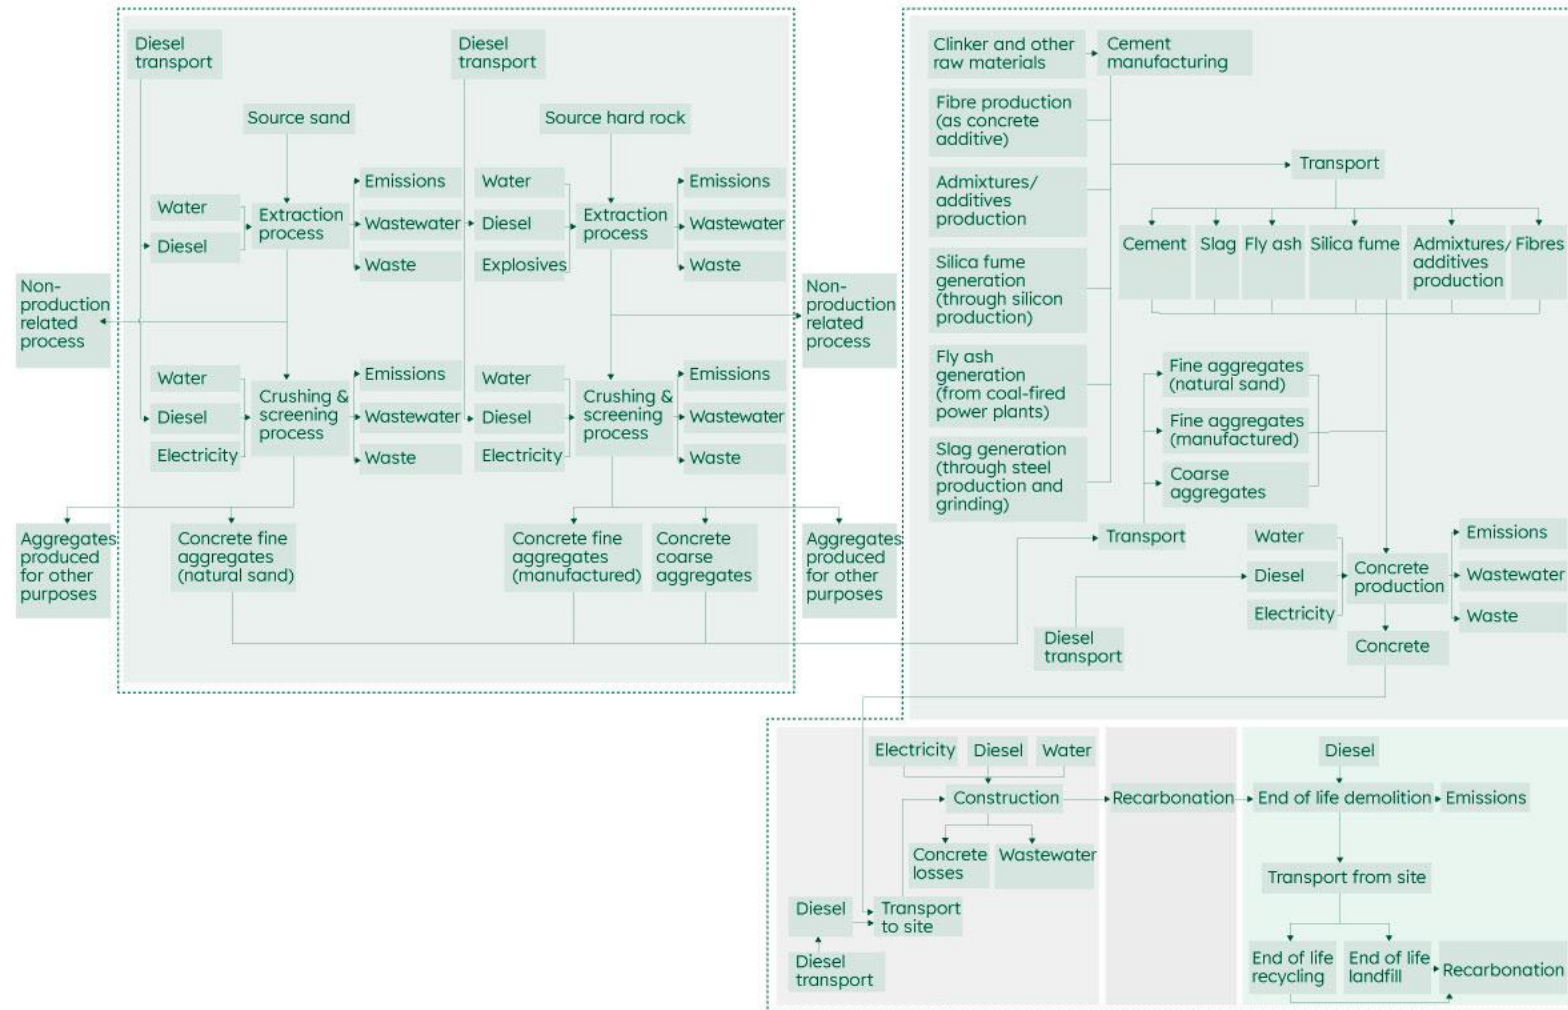 Diesel
transport
Diesel
transport
Source sand
Source hard rock
Water
Diesel
Extraction
process
Emissions
Wastewater
Waste
Water
Diesel
Explosives
Extraction
process
Emissions
Wastewater
Waste
Non-
production
related
process
Non-
production
related
process
Water
Diesel
Electricity
Crushing &
screening
process
Emissions
Wastewater
Waste
Water
Diesel
Electricity
Crushing &
screening
process
Emissions
Wastewater
Waste
Aggregates
produced
for other
purposes
Concrete fine
aggregates
(natural sand)
Concrete fine
aggregates
(manufactured)
Concrete
coarse
aggregates
Aggregates
produced
for other
purposes
Clinker and other
raw materials
Cement
manufacturing
Fibre production
(as concrete
additive)
Admixtures/
additives
production
Silica fume
generation
(through silicon
production)
Fly ash
generation
(from coal-fired
power plants)
Slag generation
(through steel
production and
grinding)
Transport
Cement
Slag
Fly ash
Silica fume
Admixtures/
additives
production
Fibres
Fine aggregates
(natural sand)
Fine aggregates
(manufactured)
Coarse
aggregates
Transport
Water
Diesel
Electricity
Concrete
production
Emissions
Wastewater
Waste
Diesel
transport
Concrete
Electricity
Diesel
Water
Construction
Concrete
losses
Wastewater
Diesel
Transport
to site
Diesel
transport
Recarbonation
Diesel
End of life demolition
Emissions
Transport from site
End of life
recycling
End of life
landfill
Recarbonation